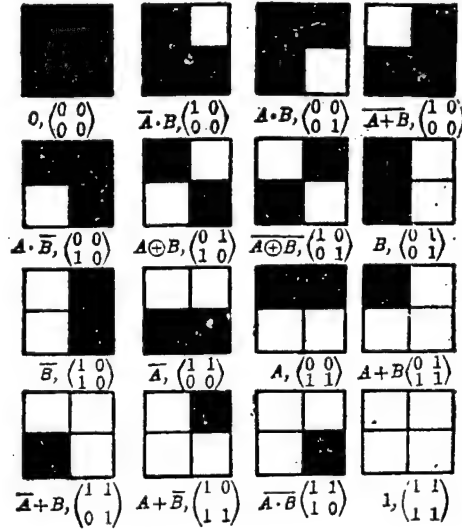 0, ⟨0 0 / 0 0⟩ A̅·B, ⟨1 0 / 0 0⟩ A·B, ⟨0 0 / 0 1⟩ A̅+̅B̅, ⟨1 0 / 0 0⟩
A·B̅, ⟨0 0 / 1 0⟩ A⊕B, ⟨0 1 / 1 0⟩ A̅⊕̅B̅, ⟨1 0 / 0 1⟩ B, ⟨0 1 / 0 1⟩
B̅, ⟨1 0 / 1 0⟩ A̅, ⟨1 1 / 0 0⟩ A, ⟨0 0 / 1 1⟩ A+B ⟨0 1 / 1 1⟩
A̅+B, ⟨1 1 / 0 1⟩ A+B̅, ⟨1 0 / 1 1⟩ A̅·̅B̅ ⟨1 1 / 1 0⟩ 1, ⟨1 1 / 1 1⟩